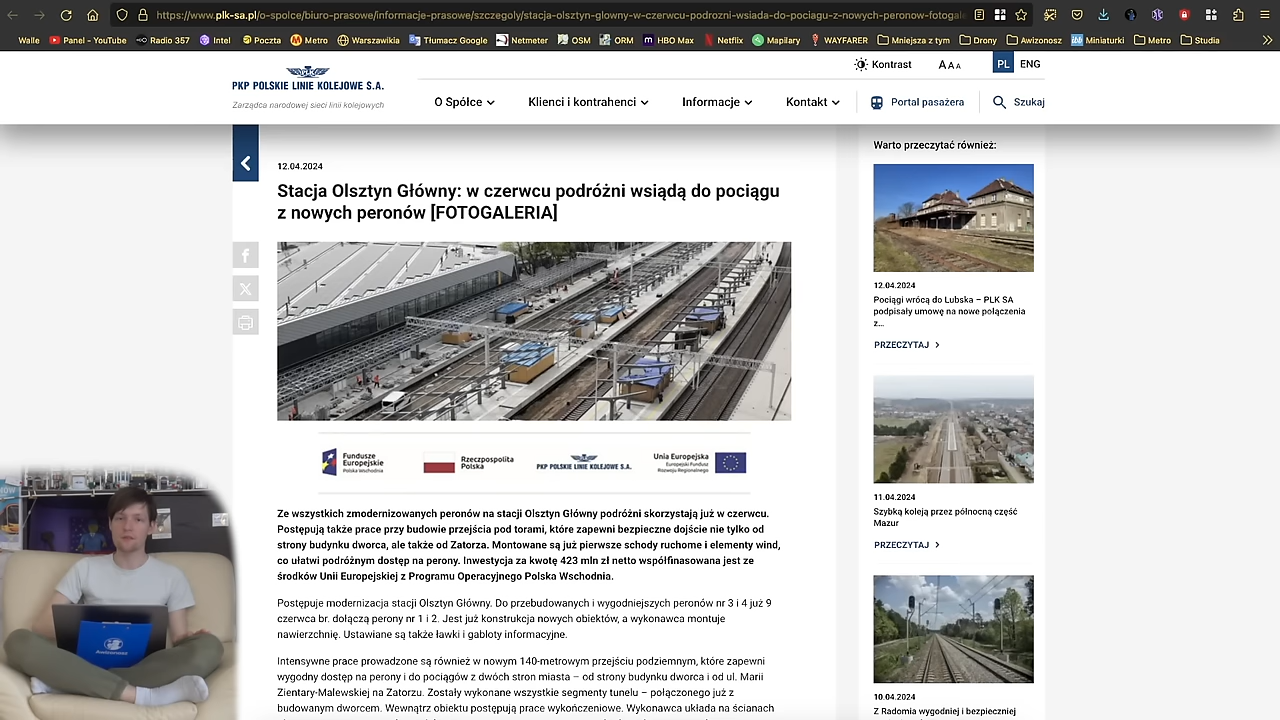 https://www.plk-sa.pl/o-spolce/biuro-prasowe/informacje-prasowe/szczegoly/stacja-olsztyn-glowny-w-czerwcu-podrozni-wsiada-do-pociagu-z-nowych-peronow-fotogale
Walle Panel - YouTube Radio 357 Intel Poczta Metro Warszawikia Tłumacz Google Netmeter OSM ORM HBO Max Netflix Mapilary WAYFARER Miejsca z tym Drony Awizonosz Miniaturki Metro Studia
Kontrast A A A PL ENG
PKP POLSKIE LINIE KOLEJOWE S.A.
Zarządca narodowej sieci linii kolejowych
O Spółce Klienci i kontrahenci Informacje Kontakt Portal pasażera Szukaj
12.04.2024
Stacja Olsztyn Główny: w czerwcu podróżni wsiądą do pociągu
z nowych peronów [FOTOGALERIA]
Fundusze
Europejskie
Polska Wschodnia
Rzeczpospolita
Polska
PKP POLSKIE LINIE KOLEJOWE S.A.
Unia Europejska
Europejski Fundusz
Rozwoju Regionalnego
Ze wszystkich zmodernizowanych peronów na stacji Olsztyn Główny podróżni skorzystają już w czerwcu.
Postępują także prace przy budowie przejścia pod torami, które zapewni bezpieczne dojście nie tylko od
strony budynku dworca, ale także od Zatorza. Montowane są już pierwsze schody ruchome i elementy wind,
co ułatwi podróżnym dostęp na perony. Inwestycja za kwotę 423 mln zł netto współfinasowana jest ze
środków Unii Europejskiej z Programu Operacyjnego Polska Wschodnia.
Postępuje modernizacja stacji Olsztyn Główny. Do przebudowanych i wygodniejszych peronów nr 3 i 4 już 9
czerwca br. dołączą perony nr 1 i 2. Jest już konstrukcja nowych obiektów, a wykonawca montuje
nawierzchnię. Ustawiane są także ławki i gabloty informacyjne.
Intensywne prace prowadzone są również w nowym 140-metrowym przejściu podziemnym, które zapewni
wygodny dostęp na perony i do pociągów z dwóch stron miasta – od strony budynku dworca i od ul. Marii
Zientary-Malewskiej na Zatorzu. Zostały wykonane wszystkie segmenty tunelu – połączonego już z
budowanym dworcem. Wewnątrz obiektu postępują prace wykończeniowe. Wykonawca układa na ścianach
Warto przeczytać również:
12.04.2024
Pociągi wrócą do Lubska – PLK SA
podpisały umowę na nowe połączenia
z...
PRZECZYTAJ
11.04.2024
Szybką koleją przez północną część
Mazur
PRZECZYTAJ
10.04.2024
Z Radomia wygodniej i bezpieczniej